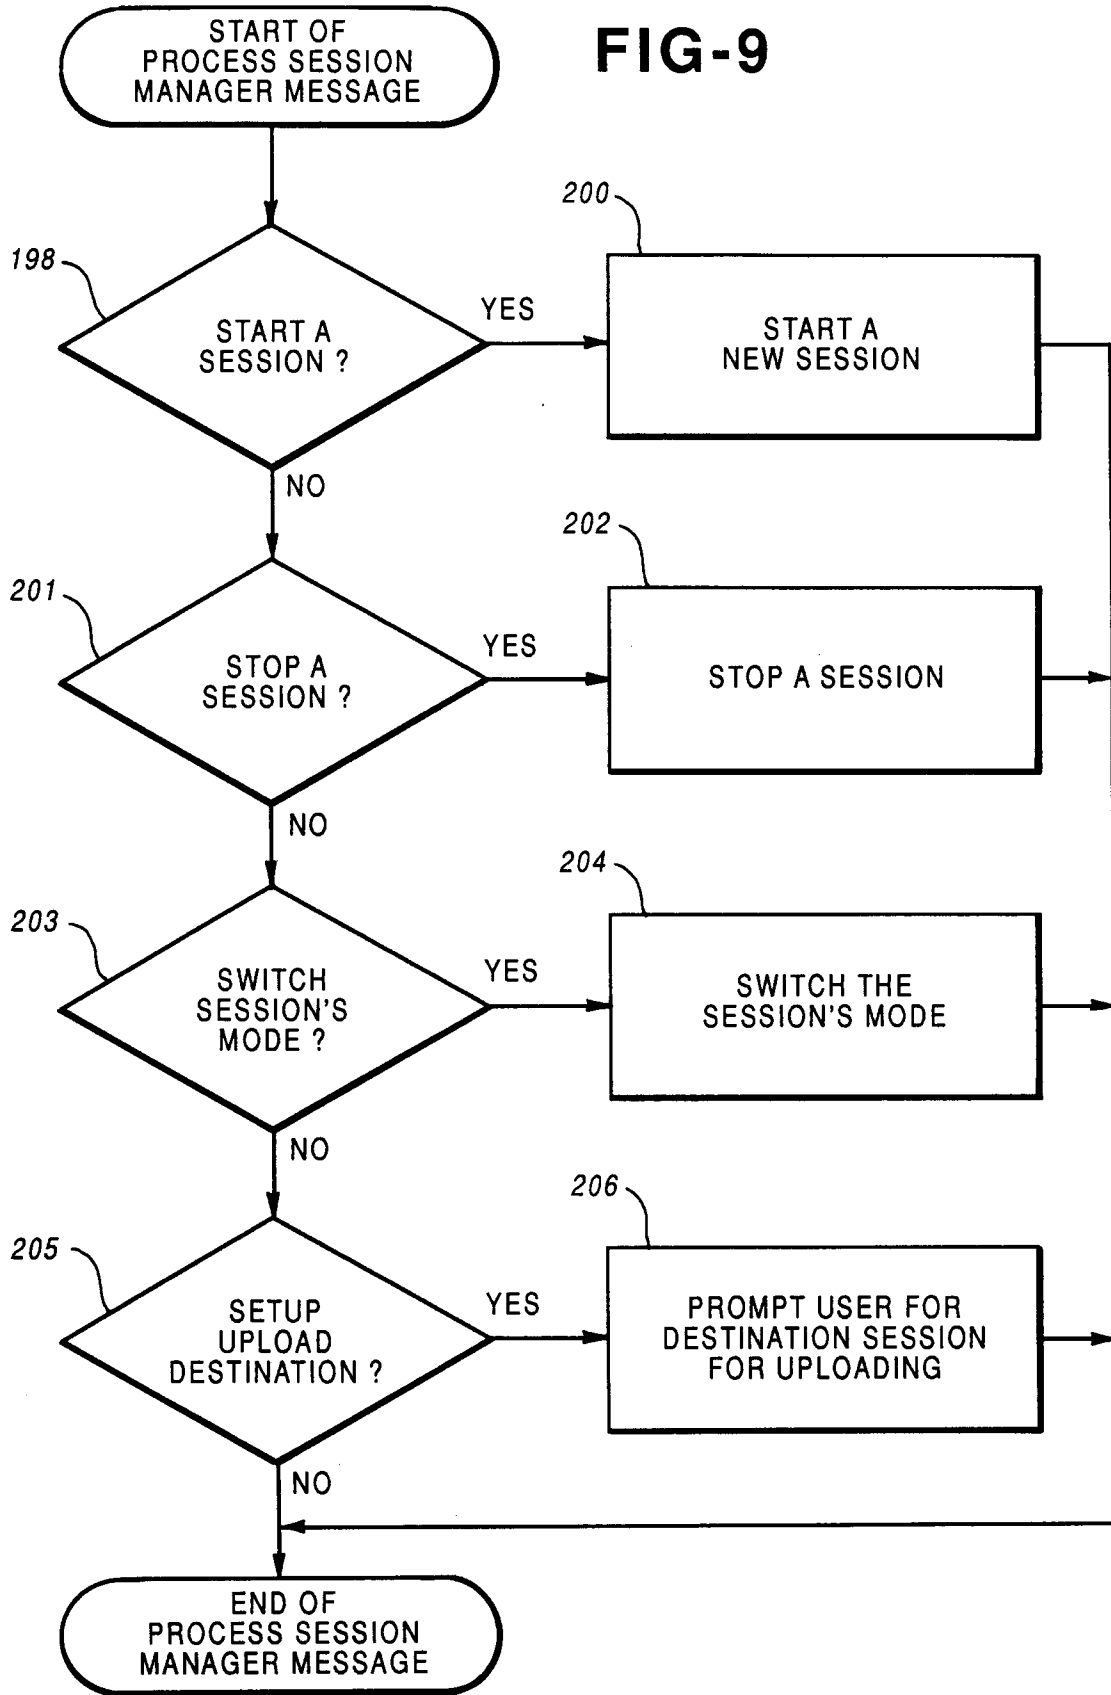 START OF
PROCESS SESSION
MANAGER MESSAGE
FIG-9
198
START A
SESSION ?
YES
200
START A
NEW SESSION
NO
201
STOP A
SESSION ?
YES
202
STOP A SESSION
NO
203
SWITCH
SESSION'S
MODE ?
YES
204
SWITCH THE
SESSION'S MODE
NO
205
SETUP
UPLOAD
DESTINATION ?
YES
206
PROMPT USER FOR
DESTINATION SESSION
FOR UPLOADING
NO
END OF
PROCESS SESSION
MANAGER MESSAGE